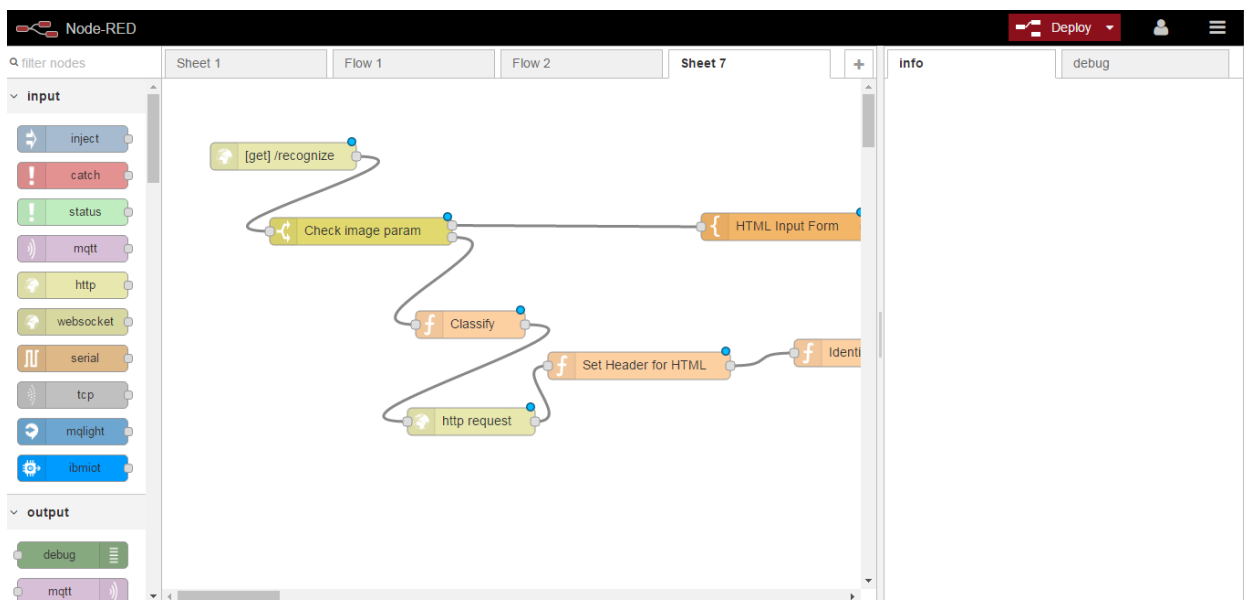 Node-RED
Deploy
filter nodes
Sheet 1
Flow 1
Flow 2
Sheet 7
+
info
debug
input
inject
catch
status
mqtt
http
websocket
serial
tcp
mqlight
ibmiot
output
debug
mqtt
[get] /recognize
Check image param
HTML Input Form
Classify
Set Header for HTML
Identi
http request